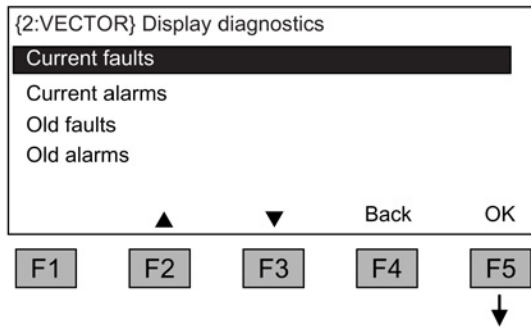 {2:VECTOR} Display diagnostics
Current faults
Current alarms
Old faults
Old alarms
▲ ▼ Back OK
F1 F2 F3 F4 F5